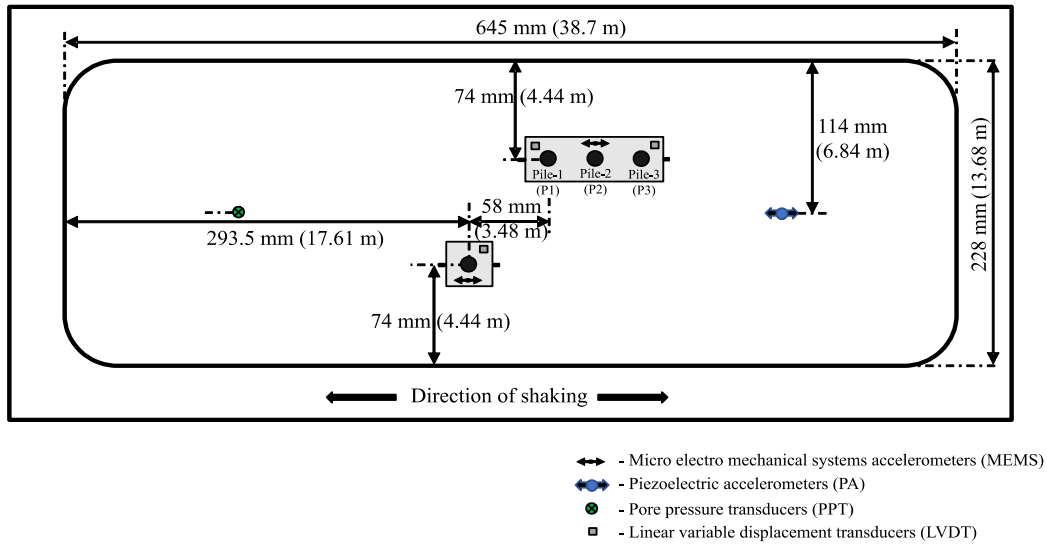 645 mm (38.7 m)
74 mm (4.44 m)
114 mm
(6.84 m)
Pile-1 Pile-2 Pile-3
(P1) (P2) (P3)
228 mm (13.68 m)
58 mm
(3.48 m)
293.5 mm (17.61 m)
74 mm (4.44 m)
Direction of shaking
- Micro electro mechanical systems accelerometers (MEMS)
- Piezoelectric accelerometers (PA)
- Pore pressure transducers (PPT)
- Linear variable displacement transducers (LVDT)